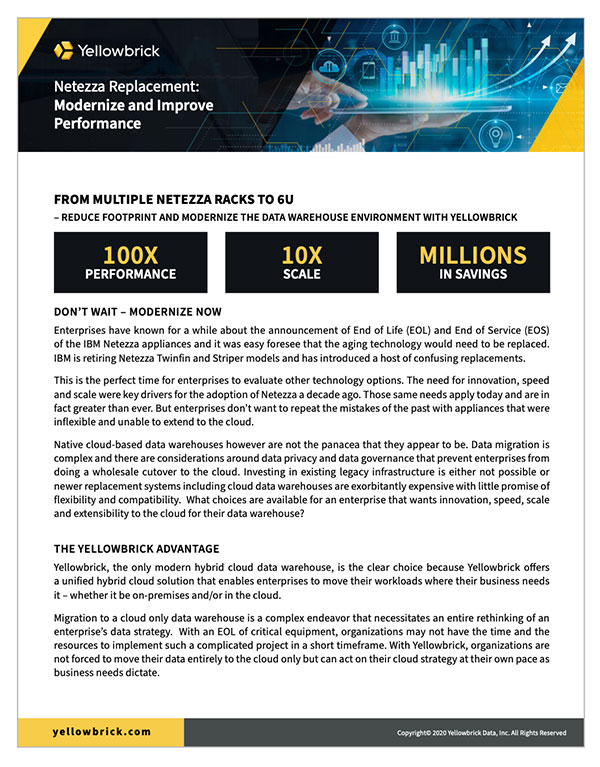 Yellowbrick
Netezza Replacement:
Modernize and Improve
Performance
FROM MULTIPLE NETEZZA RACKS TO 6U
– REDUCE FOOTPRINT AND MODERNIZE THE DATA WAREHOUSE ENVIRONMENT WITH YELLOWBRICK
100X
PERFORMANCE
10X
SCALE
MILLIONS
IN SAVINGS
DON'T WAIT – MODERNIZE NOW
Enterprises have known for a while about the announcement of End of Life (EOL) and End of Service (EOS)
of the IBM Netezza appliances and it was easy foresee that the aging technology would need to be replaced.
IBM is retiring Netezza Twinfin and Striper models and has introduced a host of confusing replacements.
This is the perfect time for enterprises to evaluate other technology options. The need for innovation, speed
and scale were key drivers for the adoption of Netezza a decade ago. Those same needs apply today and are in
fact greater than ever. But enterprises don't want to repeat the mistakes of the past with appliances that were
inflexible and unable to extend to the cloud.
Native cloud-based data warehouses however are not the panacea that they appear to be. Data migration is
complex and there are considerations around data privacy and data governance that prevent enterprises from
doing a wholesale cutover to the cloud. Investing in existing legacy infrastructure is either not possible or
newer replacement systems including cloud data warehouses are exorbitantly expensive with little promise of
flexibility and compatibility. What choices are available for an enterprise that wants innovation, speed, scale
and extensibility to the cloud for their data warehouse?
THE YELLOWBRICK ADVANTAGE
Yellowbrick, the only modern hybrid cloud data warehouse, is the clear choice because Yellowbrick offers
a unified hybrid cloud solution that enables enterprises to move their workloads where their business needs
it – whether it be on-premises and/or in the cloud.
Migration to a cloud only data warehouse is a complex endeavor that necessitates an entire rethinking of an
enterprise's data strategy. With an EOL of critical equipment, organizations may not have the time and the
resources to implement such a complicated project in a short timeframe. With Yellowbrick, organizations are
not forced to move their data entirely to the cloud only but can act on their cloud strategy at their own pace as
business needs dictate.
yellowbrick.com
Copyright© 2020 Yellowbrick Data, Inc. All Rights Reserved